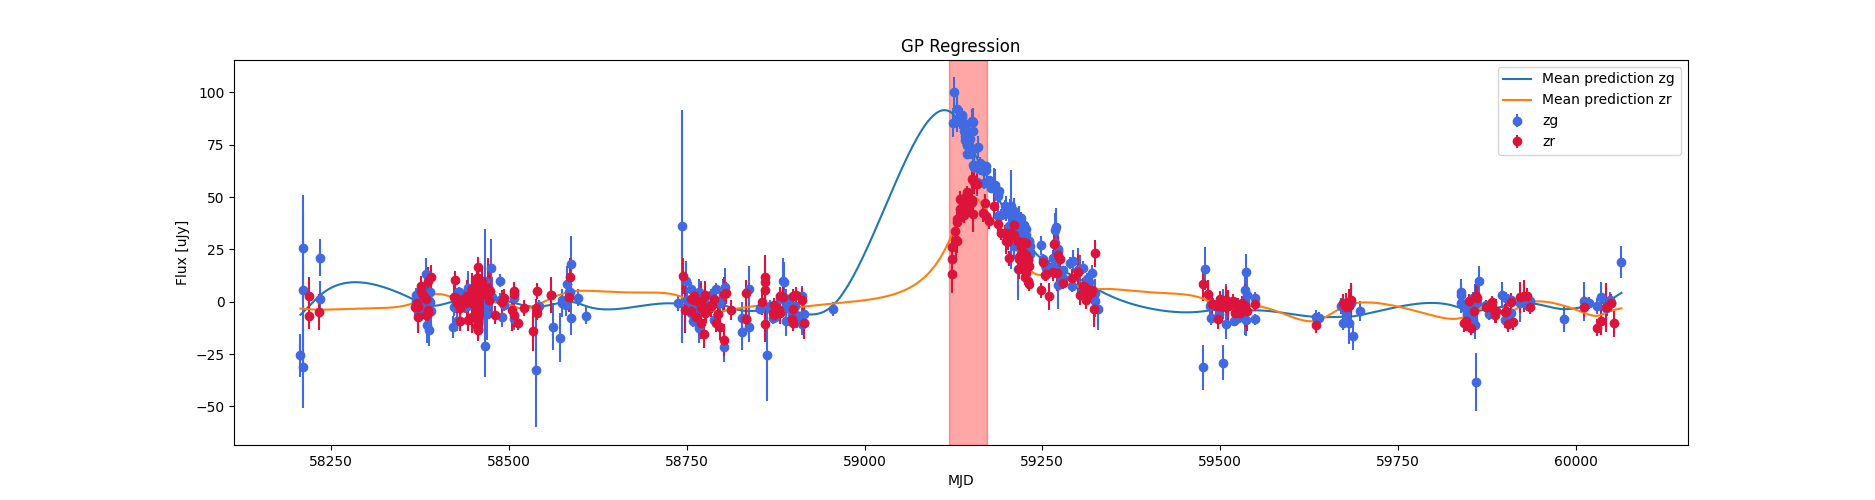 GP Regression
Flux [uJy]
100
75
50
25
0
−25
−50
Mean prediction zg
Mean prediction zr
zg
zr
58250
58500
58750
59000
59250
59500
59750
60000
MJD